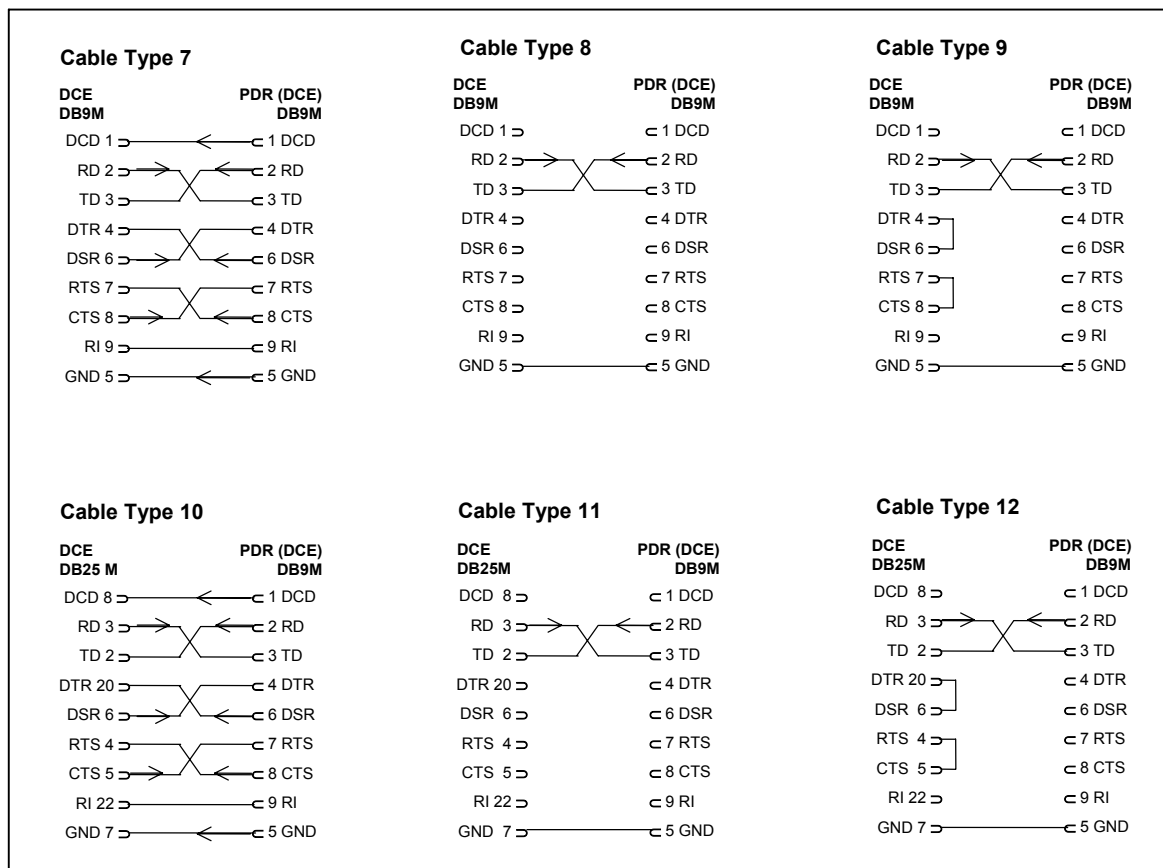 Cable Type 7
DCE PDR (DCE)
DB9M DB9M
DCD 1 1 DCD
RD 2 2 RD
TD 3 3 TD
DTR 4 4 DTR
DSR 6 6 DSR
RTS 7 7 RTS
CTS 8 8 CTS
RI 9 9 RI
GND 5 5 GND
Cable Type 8
DCE PDR (DCE)
DB9M DB9M
DCD 1 1 DCD
RD 2 2 RD
TD 3 3 TD
DTR 4 4 DTR
DSR 6 6 DSR
RTS 7 7 RTS
CTS 8 8 CTS
RI 9 9 RI
GND 5 5 GND
Cable Type 9
DCE PDR (DCE)
DB9M DB9M
DCD 1 1 DCD
RD 2 2 RD
TD 3 3 TD
DTR 4 4 DTR
DSR 6 6 DSR
RTS 7 7 RTS
CTS 8 8 CTS
RI 9 9 RI
GND 5 5 GND
Cable Type 10
DCE PDR (DCE)
DB25 M DB9M
DCD 8 1 DCD
RD 3 2 RD
TD 2 3 TD
DTR 20 4 DTR
DSR 6 6 DSR
RTS 4 7 RTS
CTS 5 8 CTS
RI 22 9 RI
GND 7 5 GND
Cable Type 11
DCE PDR (DCE)
DB25M DB9M
DCD 8 1 DCD
RD 3 2 RD
TD 2 3 TD
DTR 20 4 DTR
DSR 6 6 DSR
RTS 4 7 RTS
CTS 5 8 CTS
RI 22 9 RI
GND 7 5 GND
Cable Type 12
DCE PDR (DCE)
DB25M DB9M
DCD 8 1 DCD
RD 3 2 RD
TD 2 3 TD
DTR 20 4 DTR
DSR 6 6 DSR
RTS 4 7 RTS
CTS 5 8 CTS
RI 22 9 RI
GND 7 5 GND